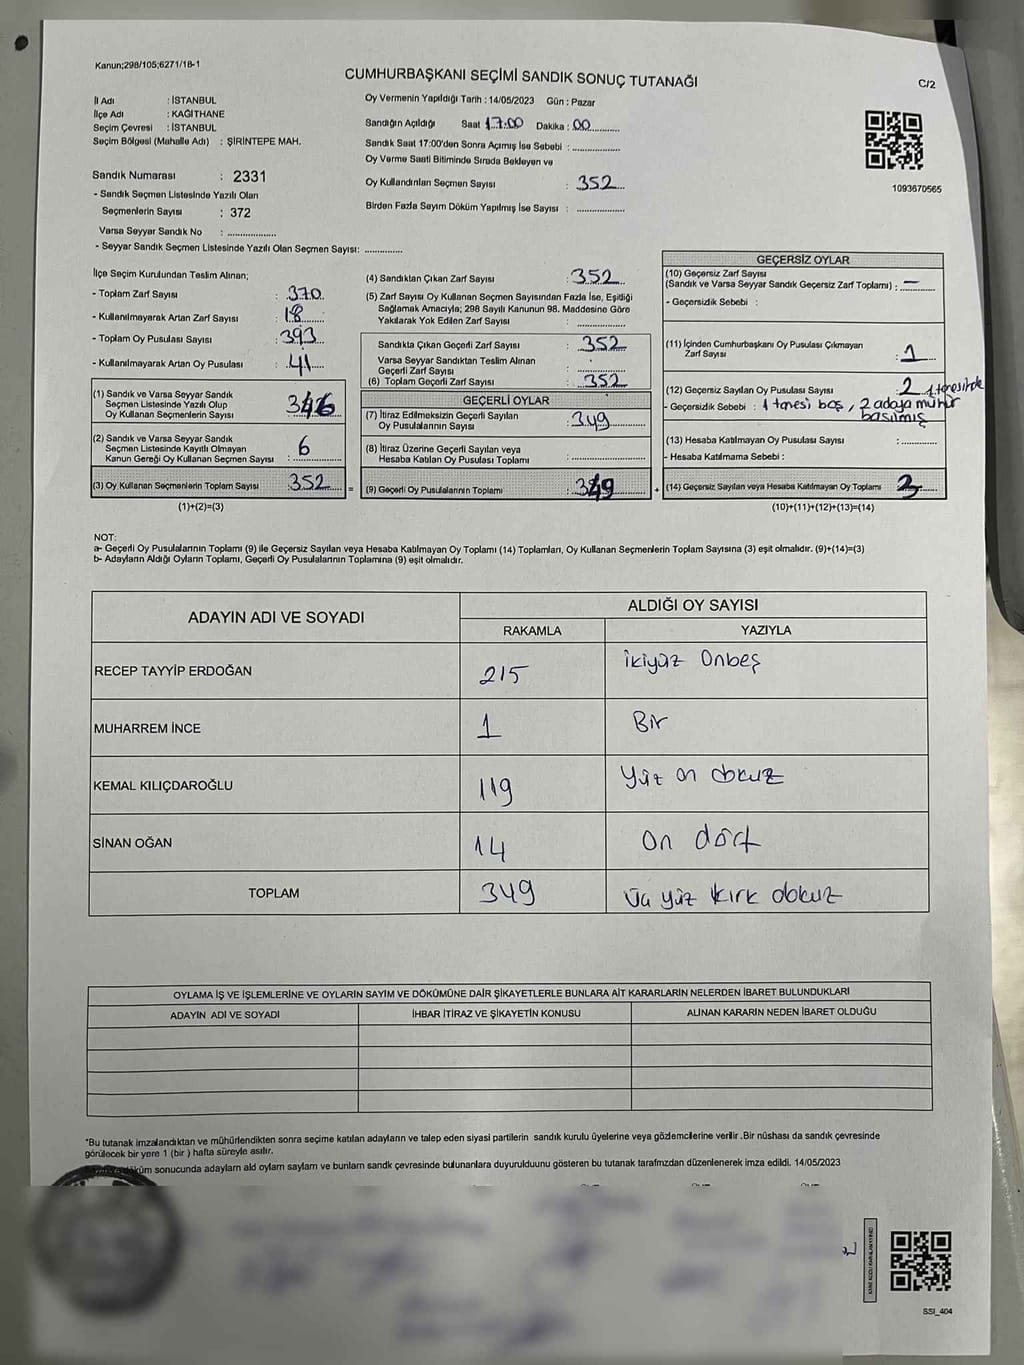 Kanun;298/105;6271/18-1
CUMHURBAŞKANI SEÇİMİ SANDIK SONUÇ TUTANAĞI
C/2
İl Adı : İSTANBUL
İlçe Adı : KAĞITHANE
Seçim Çevresi : İSTANBUL
Seçim Bölgesi (Mahalle Adı) : ŞİRİNTEPE MAH.
Sandık Numarası : 2331
- Sandık Seçmen Listesinde Yazılı Olan
Seçmenlerin Sayısı : 372
Varsa Seyyar Sandık No : ..............
- Seyyar Sandık Seçmen Listesinde Yazılı Olan Seçmen Sayısı: ............
Oy Vermenin Yapıldığı Tarih : 14/05/2023 Gün : Pazar
Sandığın Açıldığı Saat 17:00 Dakika : 00
Sandık Saat 17:00'den Sonra Açımış İse Sebebi : ..............
Oy Verme Saati Bitiminde Sırada Bekleyen ve
Oy Kullandırılan Seçmen Sayısı : 352
Birden Fazla Sayım Döküm Yapılmış İse Sayısı : ..............
1093670565
İlçe Seçim Kurulundan Teslim Alınan;
- Toplam Zarf Sayısı : 370
- Kullanılmayarak Artan Zarf Sayısı : 18
- Toplam Oy Pusulası Sayısı : 393
- Kullanılmayarak Artan Oy Pusulası : 41
(1) Sandık ve Varsa Seyyar Sandık
Seçmen Listesinde Yazılı Olup
Oy Kullanan Seçmenlerin Sayısı : 346
(2) Sandık ve Varsa Seyyar Sandık
Seçmen Listesinde Kayıtlı Olmayan
Kanun Gereği Oy Kullanan Seçmen Sayısı : 6
(3) Oy Kullanan Seçmenlerin Toplam Sayısı : 352 =
(1)+(2)=(3)
(4) Sandıktan Çıkan Zarf Sayısı : 352
(5) Zarf Sayısı Oy Kullanan Seçmen Sayısından Fazla İse, Eşitliği
Sağlamak Amacıyla; 298 Sayılı Kanunun 98. Maddesine Göre
Yakılarak Yok Edilen Zarf Sayısı : ..............
Sandıkta Çıkan Geçerli Zarf Sayısı : 352
Varsa Seyyar Sandıktan Teslim Alınan
Geçerli Zarf Sayısı : ..............
(6) Toplam Geçerli Zarf Sayısı : 352
GEÇERLİ OYLAR
(7) İtiraz Edilmeksizin Geçerli Sayılan
Oy Pusulalarının Sayısı : 349
(8) İtiraz Üzerine Geçerli Sayılan veya
Hesaba Katılan Oy Pusulası Toplamı : ..............
(9) Geçerli Oy Pusulalarının Toplamı : 349 +
GEÇERSİZ OYLAR
(10) Geçersiz Zarf Sayısı
(Sandık ve Varsa Seyyar Sandık Geçersiz Zarf Toplamı) : —
- Geçersizlik Sebebi :
(11) İçinden Cumhurbaşkanı Oy Pusulası Çıkmayan
Zarf Sayısı : 1
(12) Geçersiz Sayılan Oy Pusulası Sayısı : 2 1 tanesinde
- Geçersizlik Sebebi : 1 tanesi boş, 2 adaya mühür
basılmış
(13) Hesaba Katılmayan Oy Pusulası Sayısı : ..............
- Hesaba Katılmama Sebebi :
(14) Geçersiz Sayılan veya Hesaba Katılmayan Oy Toplamı 3
(10)+(11)+(12)+(13)=(14)
NOT:
a- Geçerli Oy Pusulalarının Toplamı (9) ile Geçersiz Sayılan veya Hesaba Katılmayan Oy Toplamı (14) Toplamları, Oy Kullanan Seçmenlerin Toplam Sayısına (3) eşit olmalıdır. (9)+(14)=(3)
b- Adayların Aldığı Oyların Toplamı, Geçerli Oy Pusulalarının Toplamına (9) eşit olmalıdır.
ADAYIN ADI VE SOYADI
ALDIĞI OY SAYISI
RAKAMLA YAZIYLA
RECEP TAYYİP ERDOĞAN 215 ikiyüz Onbeş
MUHARREM İNCE 1 Bir
KEMAL KILIÇDAROĞLU 119 Yüz on dokuz
SİNAN OĞAN 14 On dört
TOPLAM 349 Üç yüz kırk dokuz
OYLAMA İŞ VE İŞLEMLERİNE VE OYLARIN SAYIM VE DÖKÜMÜNE DAİR ŞİKAYETLERLE BUNLARA AİT KARARLARIN NELERDEN İBARET BULUNDUKLARI
ADAYIN ADI VE SOYADI İHBAR İTİRAZ VE ŞİKAYETİN KONUSU ALINAN KARARIN NEDEN İBARET OLDUĞU
*Bu tutanak imzalandıktan ve mühürlendikten sonra seçime katılan adayların ve talep eden siyasi partilerin sandık kurulu üyelerine veya gözlemcilerine verilir.Bir nüshası da sandık çevresinde
görülecek bir yere 1 (bir ) hafta süreyle asılır.
döküm sonucunda adayların ald oyların sayları ve bunların sandk çevresinde bulunanlara duyurulduunu gösteren bu tutanak tarafmzdan düzenlenerek imza edildi. 14/05/2023
SSİ_404